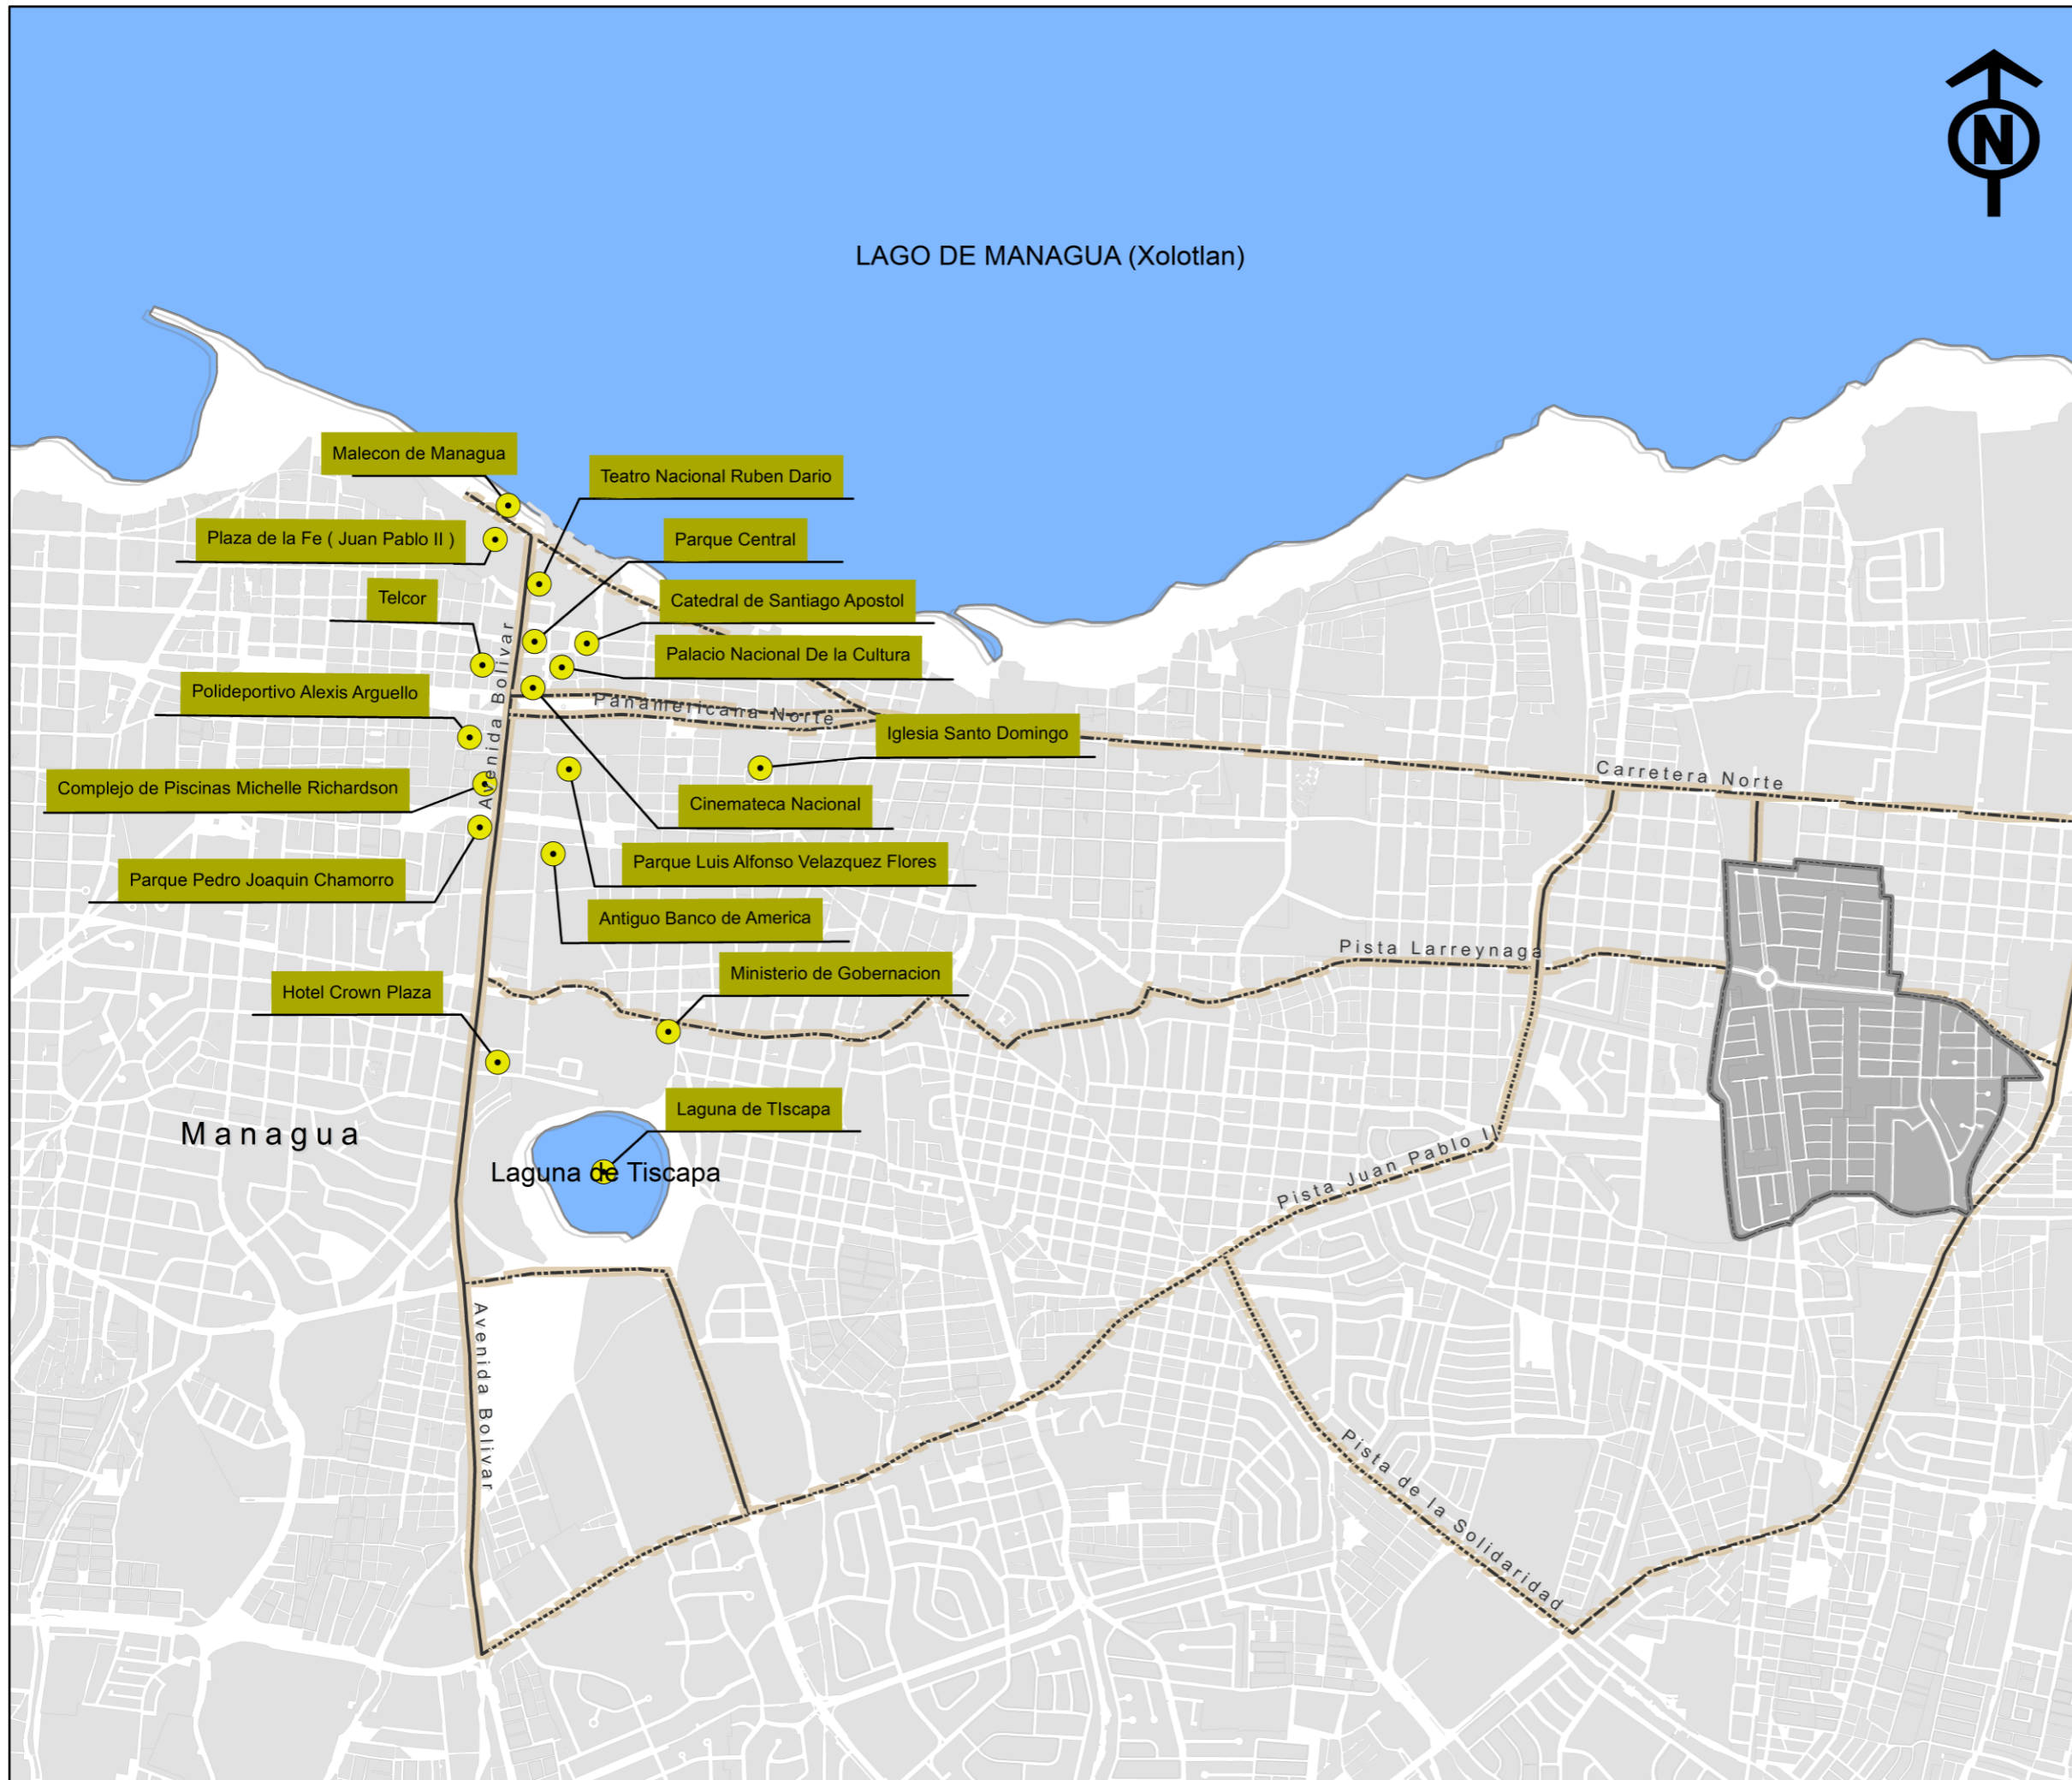 N
LAGO DE MANAGUA (Xolotlan)
Malecon de Managua
Teatro Nacional Ruben Dario
Plaza de la Fe ( Juan Pablo II )
Parque Central
Telcor
Catedral de Santiago Apostol
Palacio Nacional De la Cultura
Avenida Bolivar
Polideportivo Alexis Arguello
Panamericana Norte
Iglesia Santo Domingo
Carretera Norte
Complejo de Piscinas Michelle Richardson
Cinemateca Nacional
Parque Luis Alfonso Velazquez Flores
Parque Pedro Joaquin Chamorro
Antiguo Banco de America
Pista Larreynaga
Ministerio de Gobernacion
Hotel Crown Plaza
Laguna de TIscapa
Managua
Laguna de Tiscapa
Pista Juan Pablo II
Avenida Bolivar
Pista de la Solidaridad